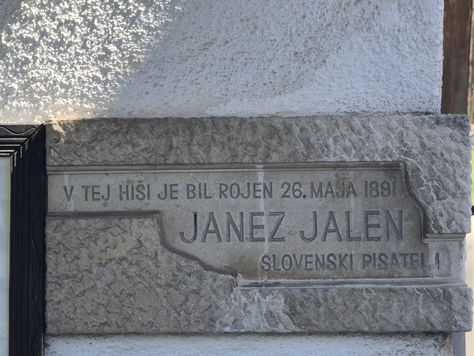 V TEJ HIŠI JE BIL ROJEN 26. MAJA 1891
JANEZ JALEN
SLOVENSKI PISATELJ